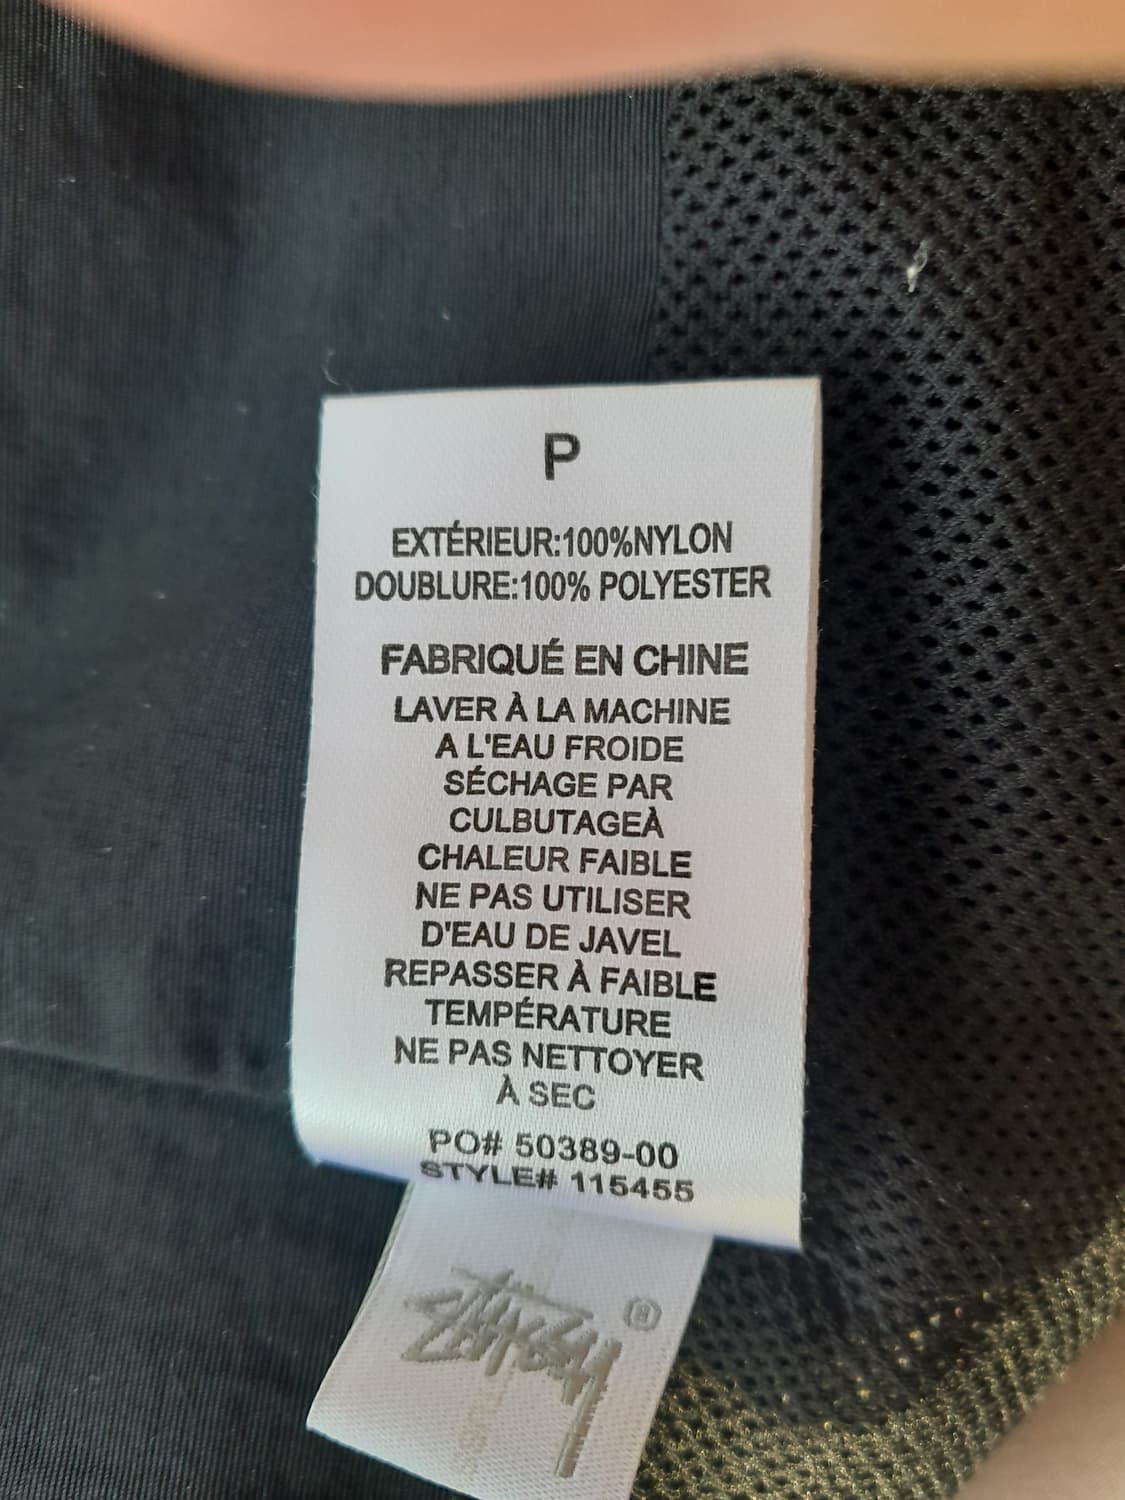 P
EXTÉRIEUR:100%NYLON
DOUBLURE:100% POLYESTER
FABRIQUÉ EN CHINE
LAVER À LA MACHINE
A L'EAU FROIDE
SÉCHAGE PAR
CULBUTAGEÀ
CHALEUR FAIBLE
NE PAS UTILISER
D'EAU DE JAVEL
REPASSER À FAIBLE
TEMPÉRATURE
NE PAS NETTOYER
À SEC
PO# 50389-00
STYLE# 115455
Stüssy ®